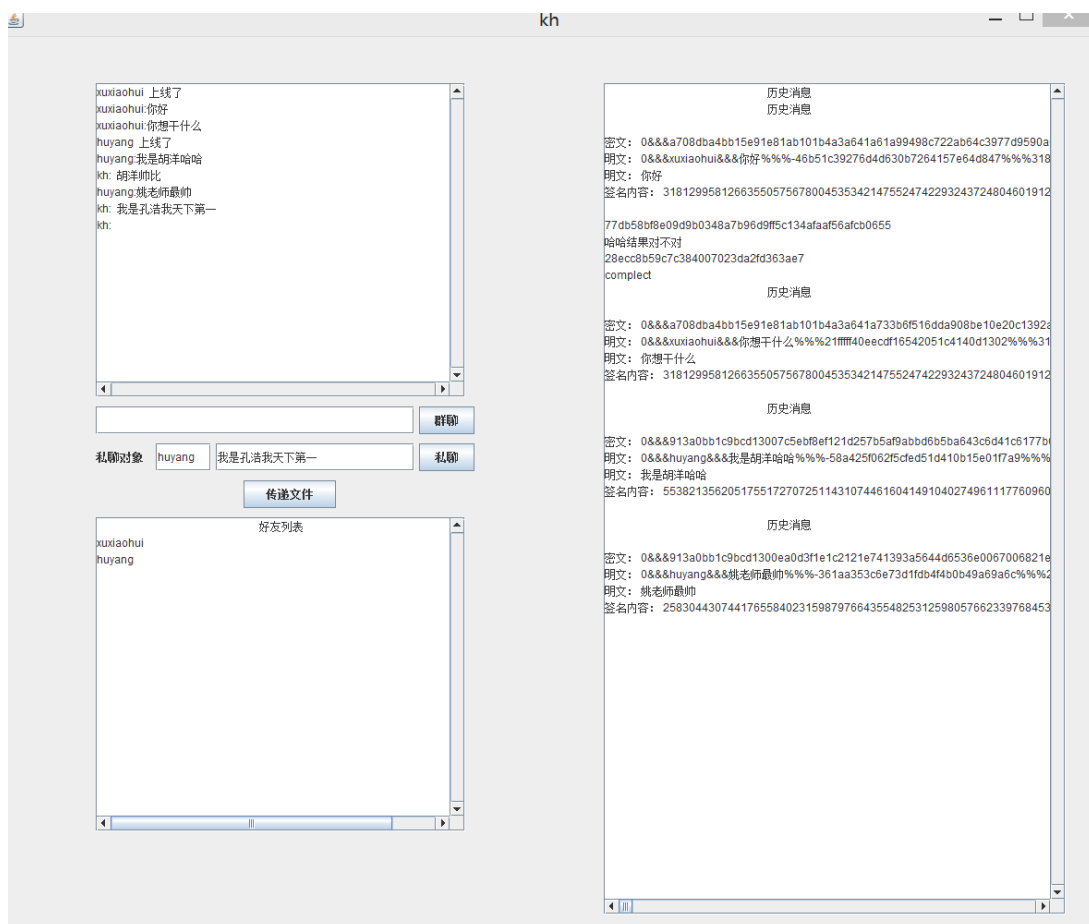 kh
xuxiaohui 上线了
xuxiaohui:你好
xuxiaohui:你想干什么
huyang 上线了
huyang:我是胡洋哈哈
kh: 胡洋帅比
huyang:姚老师最帅
kh: 我是孔浩我天下第一
kh:
群聊
私聊对象 huyang 我是孔浩我天下第一 私聊
传递文件
好友列表
xuxiaohui
huyang
历史消息
历史消息
密文: 0&&&a708dba4bb15e91e81ab101b4a3a641a61a99498c722ab64c3977d9590a
明文: 0&&&xuxiaohui&&&你好%%%-46b51c39276d4d630b7264157e64d847%%%318
明文: 你好
签名内容: 318129958126635505756780045353421475524742293243724804601912
77db58bf8e09d9b0348a7b96d9ff5c134afaaf56afcb0655
哈哈结果对不对
28ecc8b59c7c384007023da2fd363ae7
complect
历史消息
密文: 0&&&a708dba4bb15e91e81ab101b4a3a641a733b6f516dda908be10e20c1392a
明文: 0&&&xuxiaohui&&&你想干什么%%%21fffff40eecdf16542051c4140d1302%%%31
明文: 你想干什么
签名内容: 318129958126635505756780045353421475524742293243724804601912
历史消息
密文: 0&&&913a0bb1c9bcd13007c5ebf8ef121d257b5af9abbd6b5ba643c6d41c6177b
明文: 0&&&huyang&&&我是胡洋哈哈%%%-58a425f062f5cfed51d410b15e01f7a9%%%
明文: 我是胡洋哈哈
签名内容: 55382135620517551727072511431074461604149104027496111776096​0
历史消息
密文: 0&&&913a0bb1c9bcd1300ea0d3f1e1c2121e741393a5644d6536e0067006821e
明文: 0&&&huyang&&&姚老师最帅%%%-361aa353c6e73d1fdb4f4b0b49a69a6c%%%2
明文: 姚老师最帅
签名内容: 25830443074417655840231598797664355482531259805766233976845​3